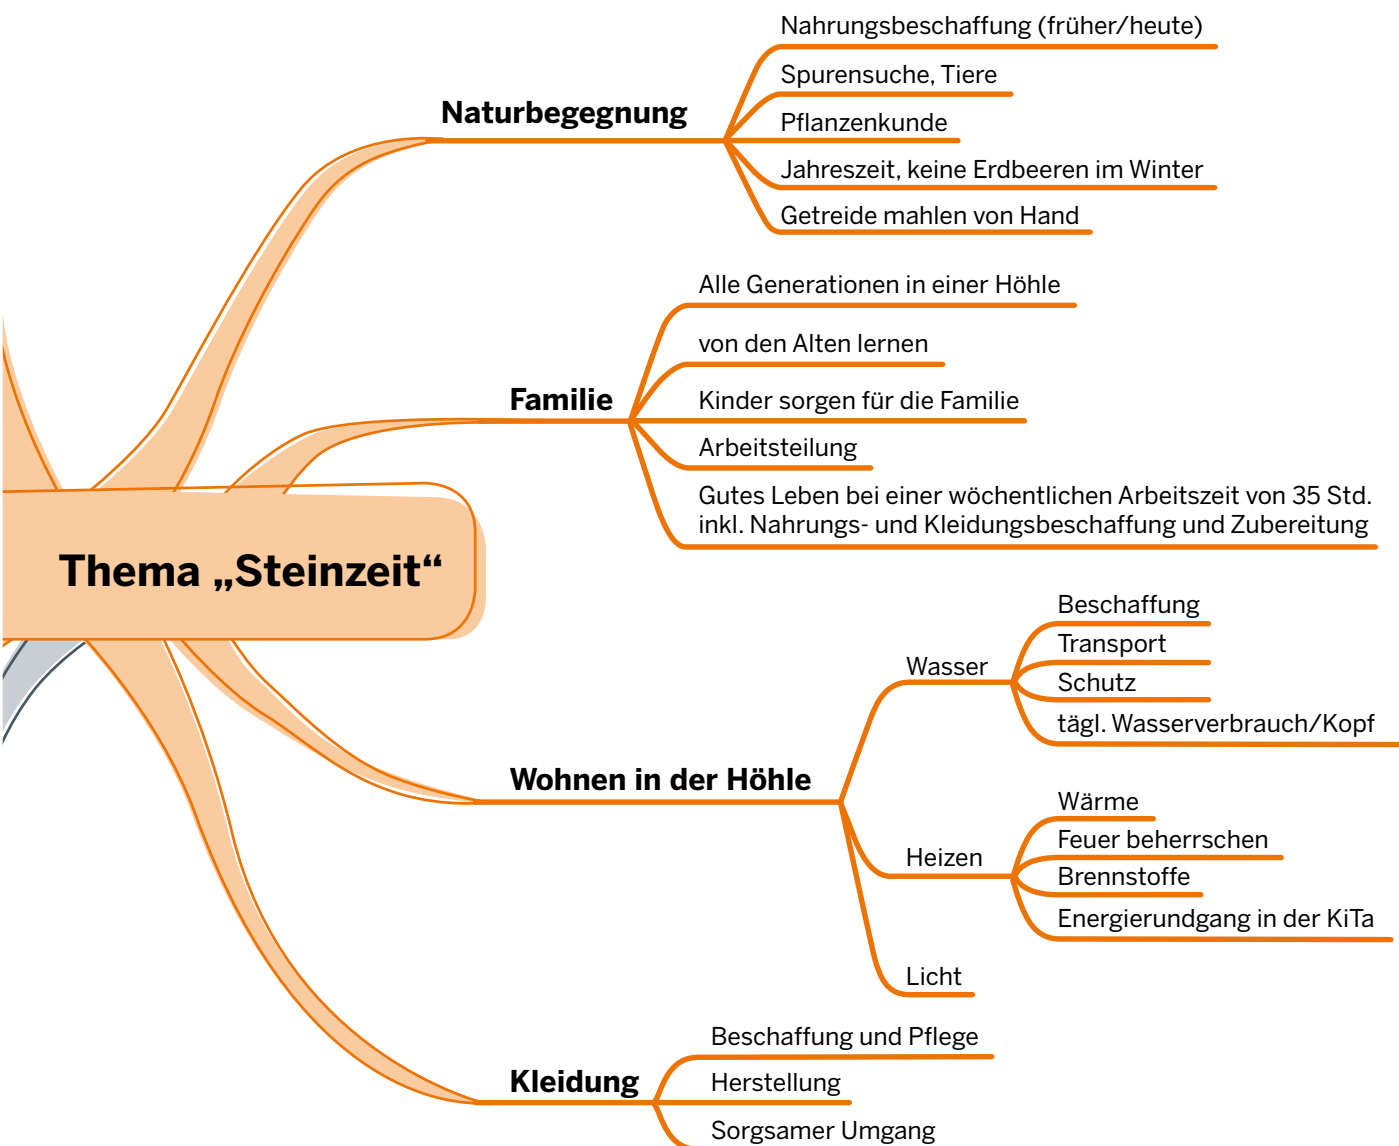 Nahrungsbeschaffung (früher/heute)
Spurensuche, Tiere
Naturbegegnung
Pflanzenkunde
Jahreszeit, keine Erdbeeren im Winter
Getreide mahlen von Hand
Alle Generationen in einer Höhle
von den Alten lernen
Familie
Kinder sorgen für die Familie
Arbeitsteilung
Gutes Leben bei einer wöchentlichen Arbeitszeit von 35 Std.
inkl. Nahrungs- und Kleidungsbeschaffung und Zubereitung
Thema „Steinzeit“
Beschaffung
Transport
Wasser
Schutz
tägl. Wasserverbrauch/Kopf
Wohnen in der Höhle
Wärme
Feuer beherrschen
Heizen
Brennstoffe
Energierundgang in der KiTa
Licht
Beschaffung und Pflege
Kleidung
Herstellung
Sorgsamer Umgang